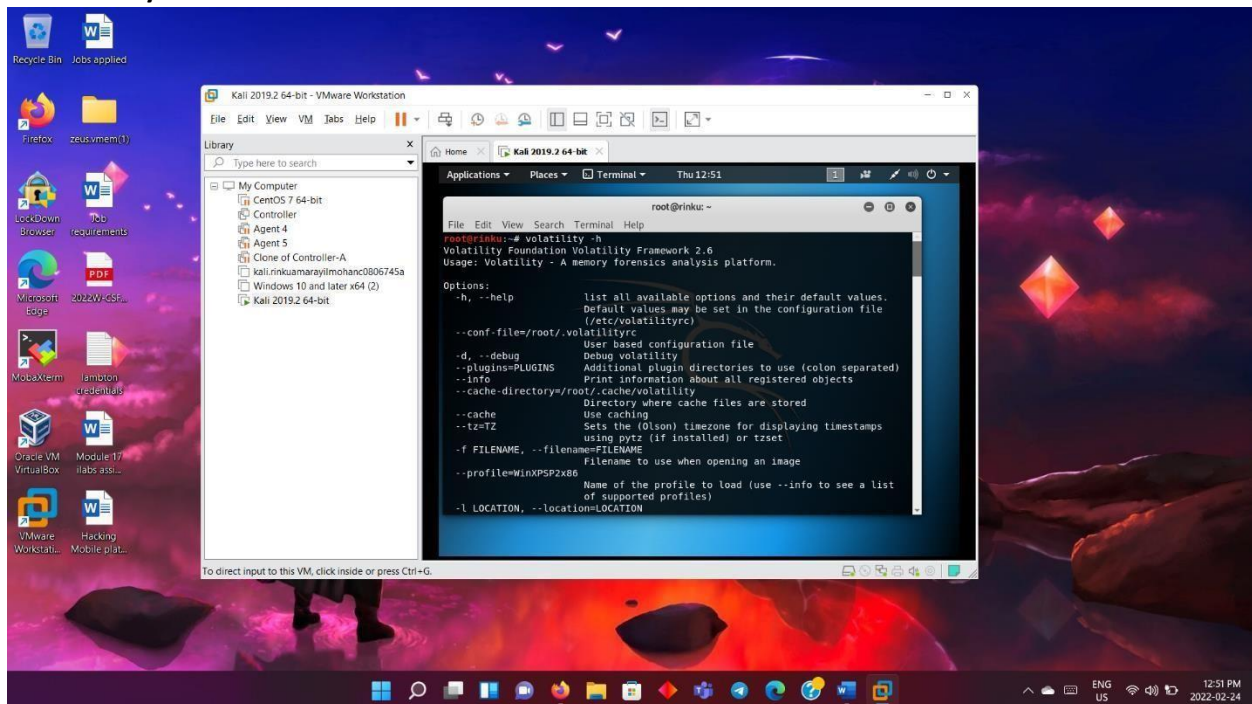 Recycle Bin
Jobs applied
Firefox
zeus.vmem(1)
LockDown
Browser
Job
requirements
Microsoft
Edge
PDF
2022W-CSF...
MobaXterm
lambton
credentials
Oracle VM
VirtualBox
Module 17
ilabs assi...
VMware
Workstati...
Hacking
Mobile plat...
Kali 2019.2 64-bit - VMware Workstation
File Edit View VM Tabs Help
Library
Type here to search
My Computer
CentOS 7 64-bit
Controller
Agent 4
Agent 5
Clone of Controller-A
kali.rinkuamarayilmohanc0806745a
Windows 10 and later x64 (2)
Kali 2019.2 64-bit
Home
Kali 2019.2 64-bit
Applications Places Terminal Thu 12:51 1
root@rinku: ~
File Edit View Search Terminal Help
root@rinku:~# volatility -h
Volatility Foundation Volatility Framework 2.6
Usage: Volatility - A memory forensics analysis platform.
Options:
-h, --help list all available options and their default values.
Default values may be set in the configuration file
(/etc/volatilityrc)
--conf-file=/root/.volatilityrc
User based configuration file
-d, --debug Debug volatility
--plugins=PLUGINS Additional plugin directories to use (colon separated)
--info Print information about all registered objects
--cache-directory=/root/.cache/volatility
Directory where cache files are stored
--cache Use caching
--tz=TZ Sets the (Olson) timezone for displaying timestamps
using pytz (if installed) or tzset
-f FILENAME, --filename=FILENAME
Filename to use when opening an image
--profile=WinXPSP2x86
Name of the profile to load (use --info to see a list
of supported profiles)
-l LOCATION, --location=LOCATION
To direct input to this VM, click inside or press Ctrl+G.
ENG
US
12:51 PM
2022-02-24